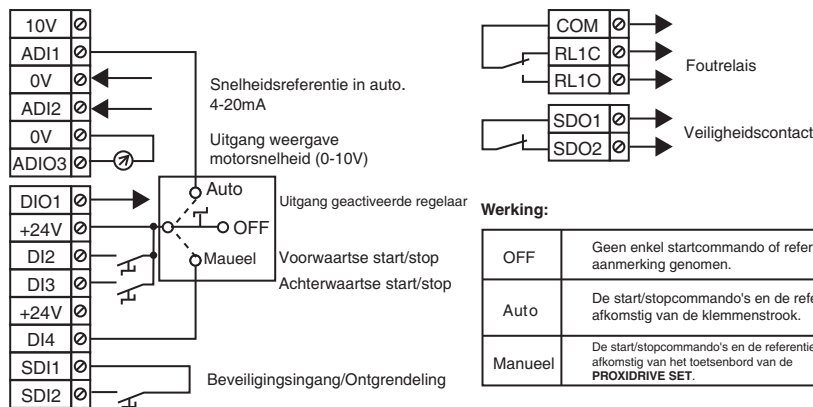 10V
ADI1
0V
ADI2
0V
ADIO3
Snelheidsreferentie in auto.
4-20mA
Uitgang weergave
motorsnelheid (0-10V)
DIO1
+24V
DI2
DI3
+24V
DI4
SDI1
SDI2
Auto
OFF
Maueel
Uitgang geactiveerde regelaar
Voorwaartse start/stop
Achterwaartse start/stop
Beveiligingsingang/Ontgrendeling
COM
RL1C
RL1O
Foutrelais
SDO1
SDO2
Veiligheidscontact
Werking:
OFF
Geen enkel startcommando of refer
aanmerking genomen.
Auto
De start/stopcommando's en de refe
afkomstig van de klemmenstrook.
Manueel
De start/stopcommando's en de referentie
afkomstig van het toetsenbord van de
PROXIDRIVE SET.